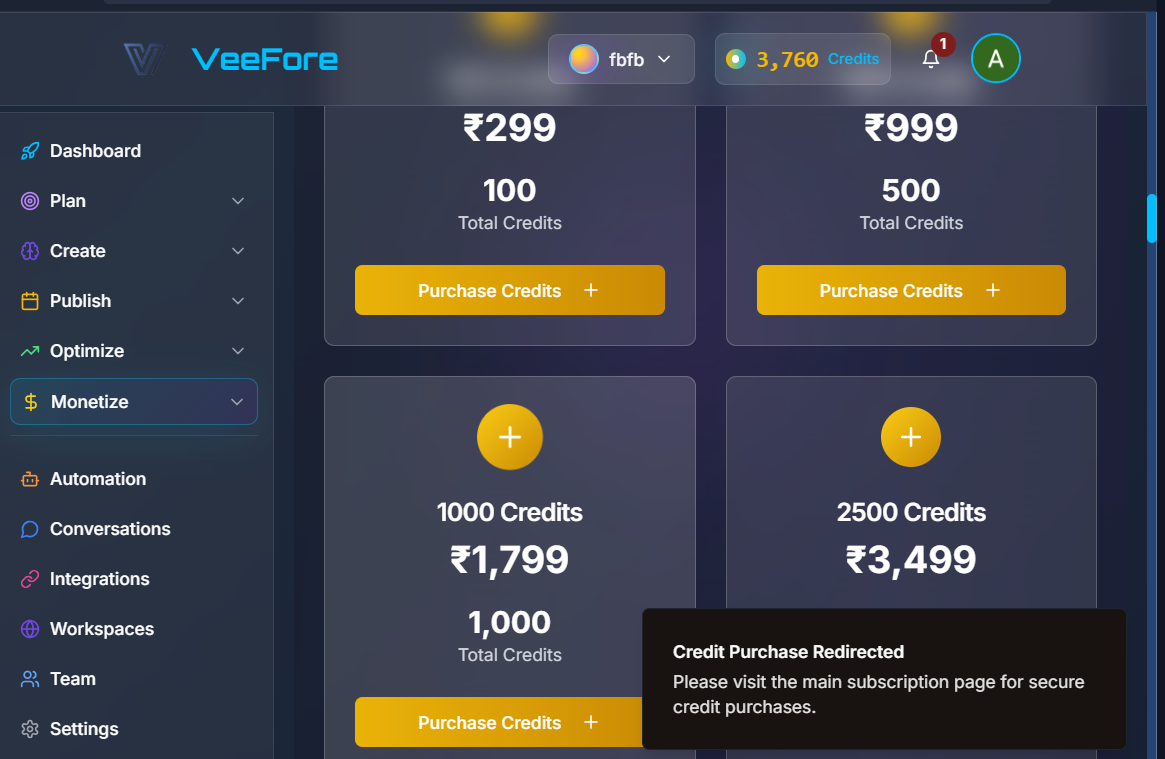 VeeFore
fbfb
3,760 Credits
1
A
Dashboard
Plan
Create
Publish
Optimize
Monetize
Automation
Conversations
Integrations
Workspaces
Team
Settings
₹299
100
Total Credits
Purchase Credits +
₹999
500
Total Credits
Purchase Credits +
1000 Credits
₹1,799
1,000
Total Credits
Purchase Credits +
2500 Credits
₹3,499
Credit Purchase Redirected
Please visit the main subscription page for secure
credit purchases.